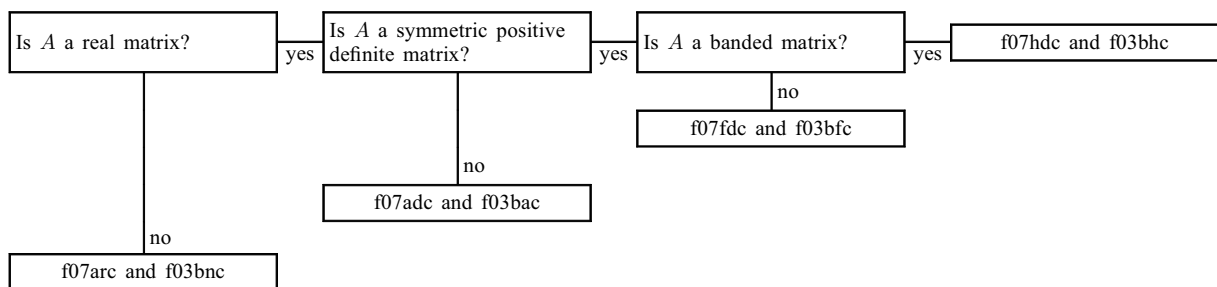 Is A a real matrix?
yes
Is A a symmetric positive
definite matrix?
yes
Is A a banded matrix?
yes
f07hdc and f03bhc
no
f07fdc and f03bfc
no
f07adc and f03bac
no
f07arc and f03bnc